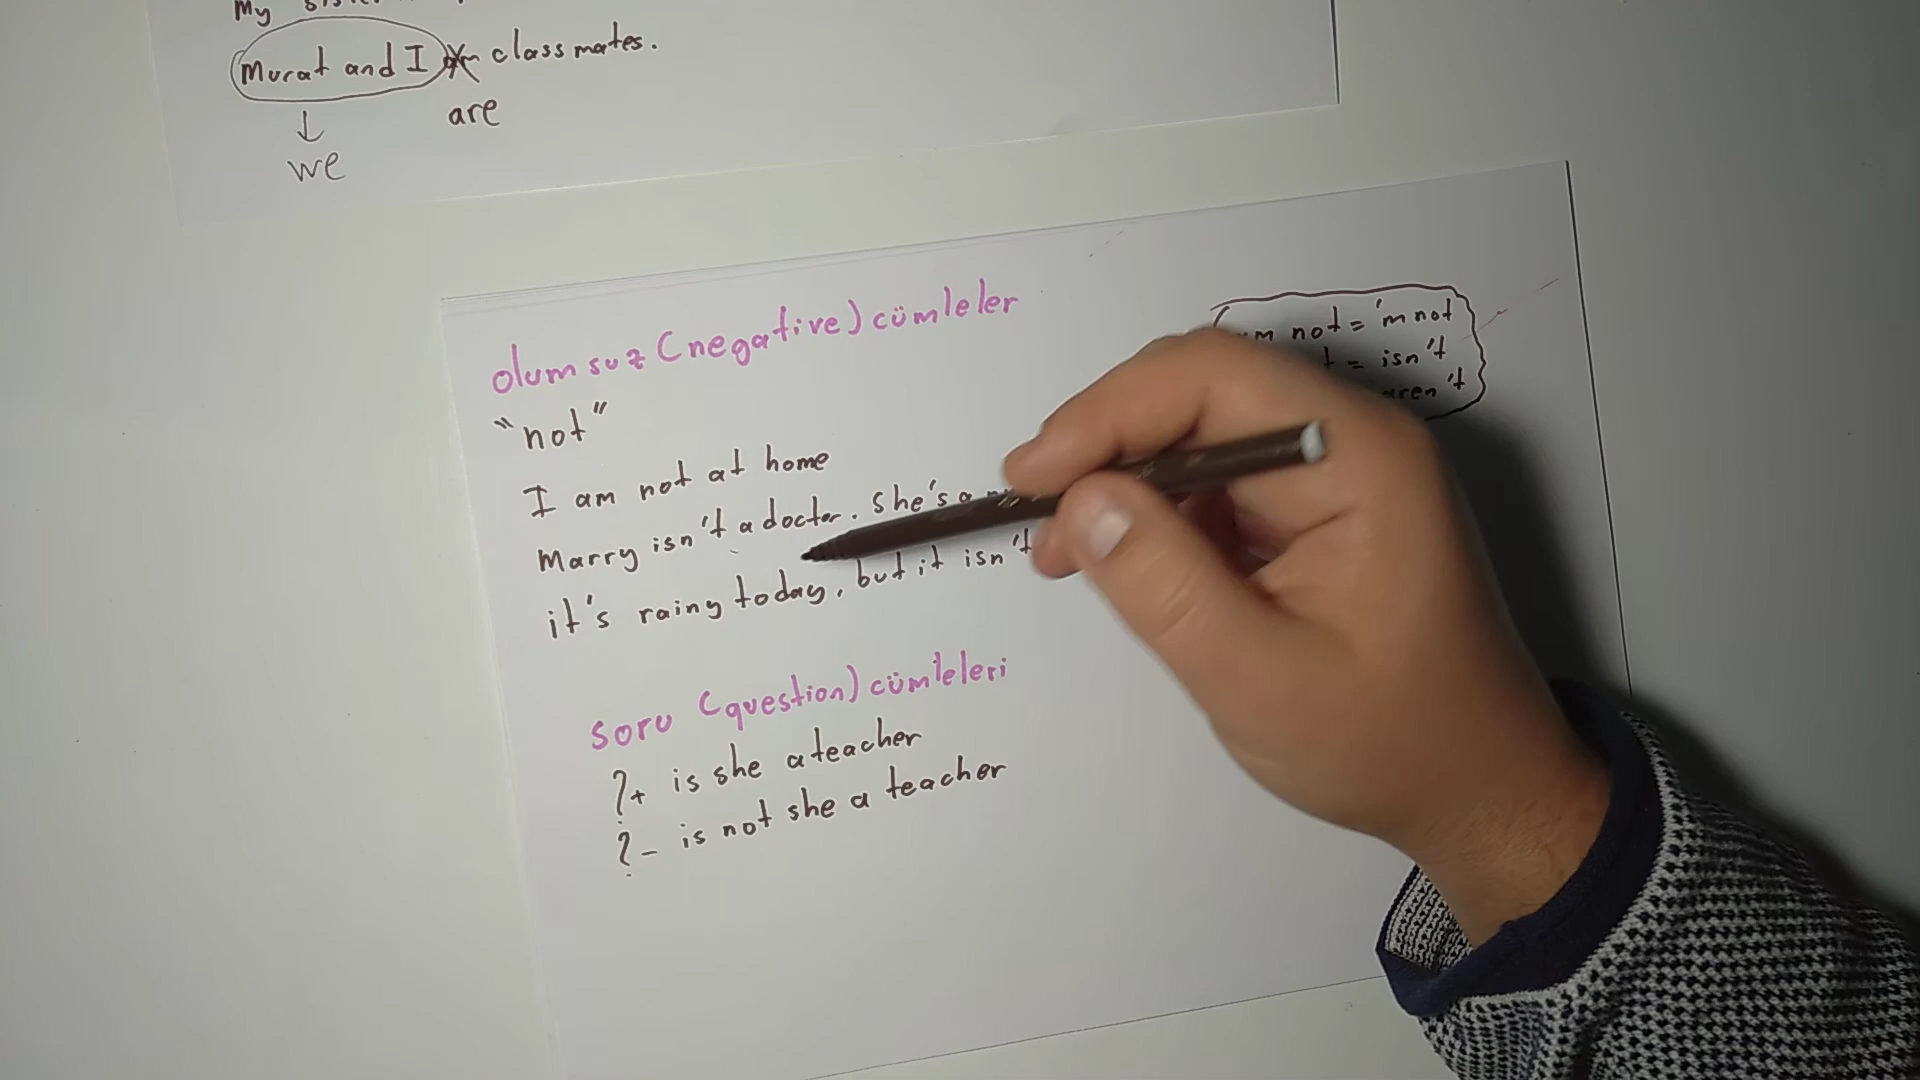 My
Murat and I am classmates.
are
we
olumsuz (negative) cümleler
"not"
I am not at home
Marry isn't a doctor. She's a
it's rainy today, but it isn't
am not = 'm not
= isn't
aren't
soru (question) cümleleri
?+ is she a teacher
?- is not she a teacher